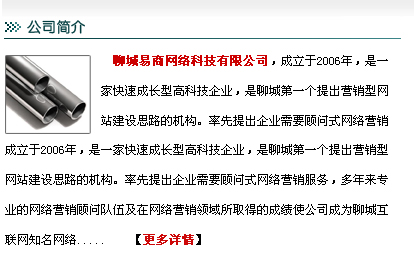 公司简介
聊城易商网络科技有限公司，成立于2006年，是一
家快速成长型高科技企业，是聊城第一个提出营销型网
站建设思路的机构。率先提出企业需要顾问式网络营销
成立于2006年，是一家快速成长型高科技企业，是聊城第一个提出营销型
网站建设思路的机构。率先提出企业需要顾问式网络营销服务，多年来专
业的网络营销顾问队伍及在网络营销领域所取得的成绩使公司成为聊城互
联网知名网络..... 【更多详情】